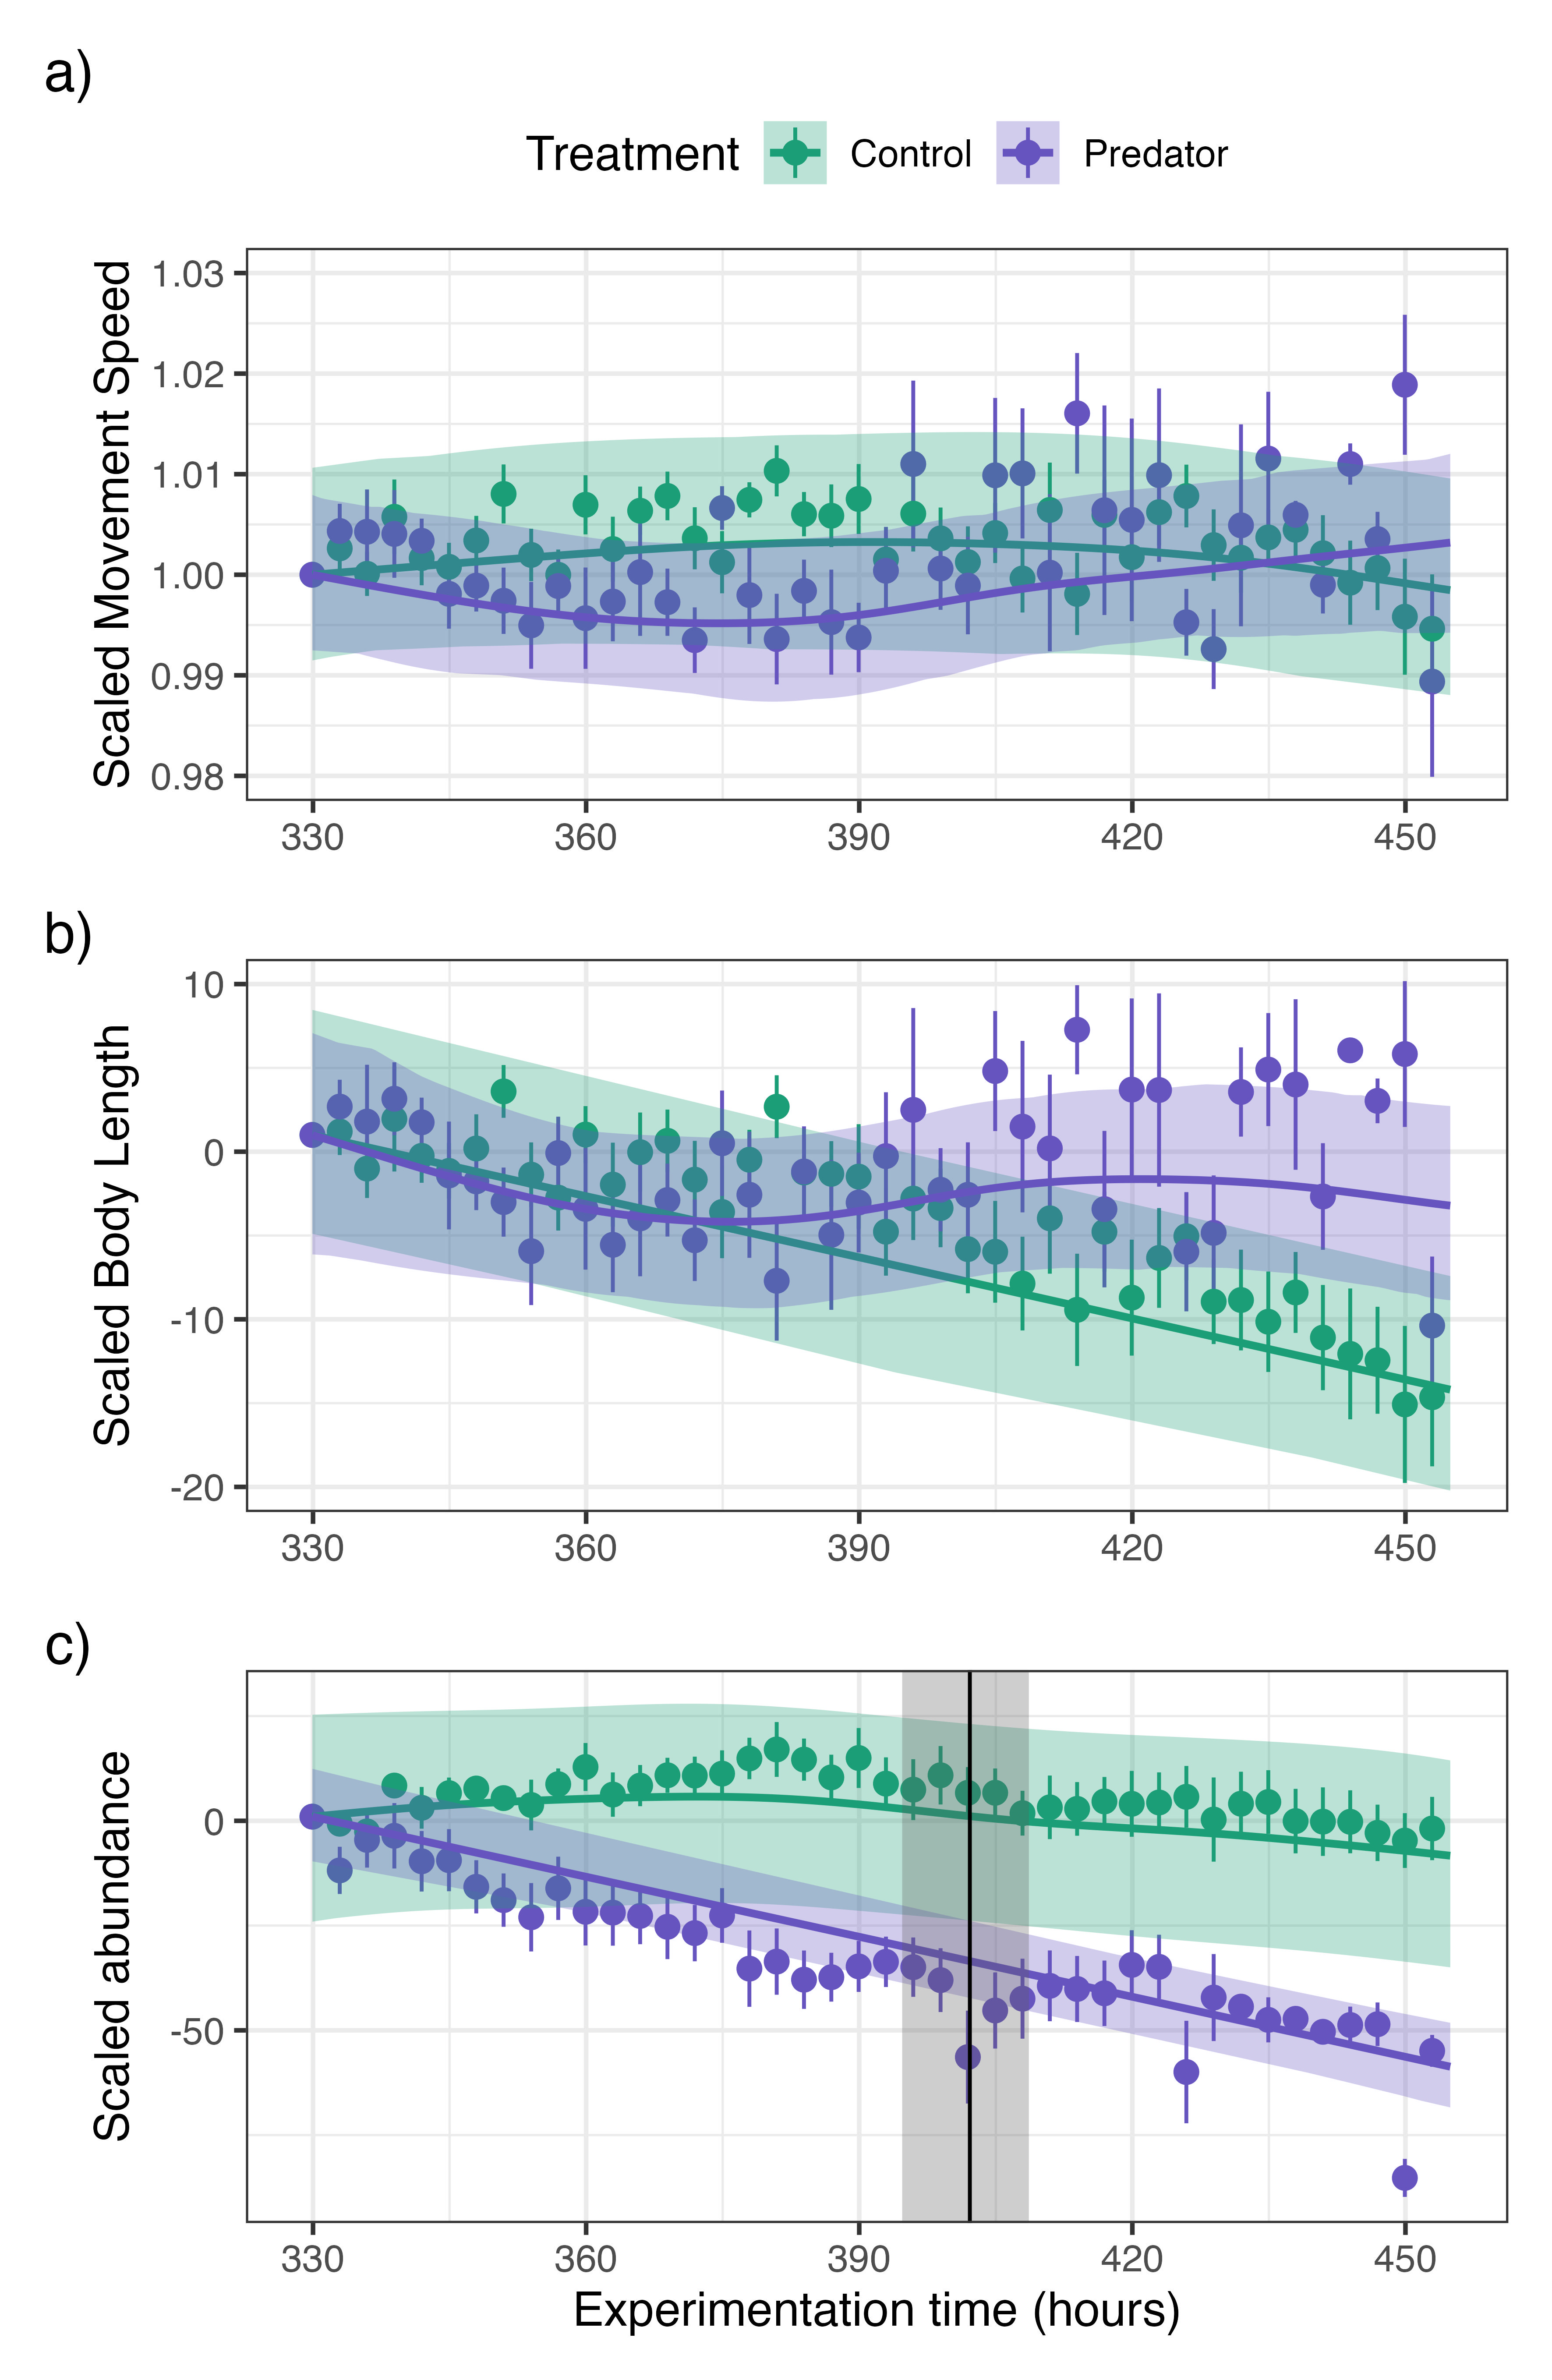 a)
Treatment Control Predator
Scaled Movement Speed
1.03
1.02
1.01
1.00
0.99
0.98
330 360 390 420 450
b)
Scaled Body Length
10
0
-10
-20
330 360 390 420 450
c)
Scaled abundance
0
-50
330 360 390 420 450
Experimentation time (hours)